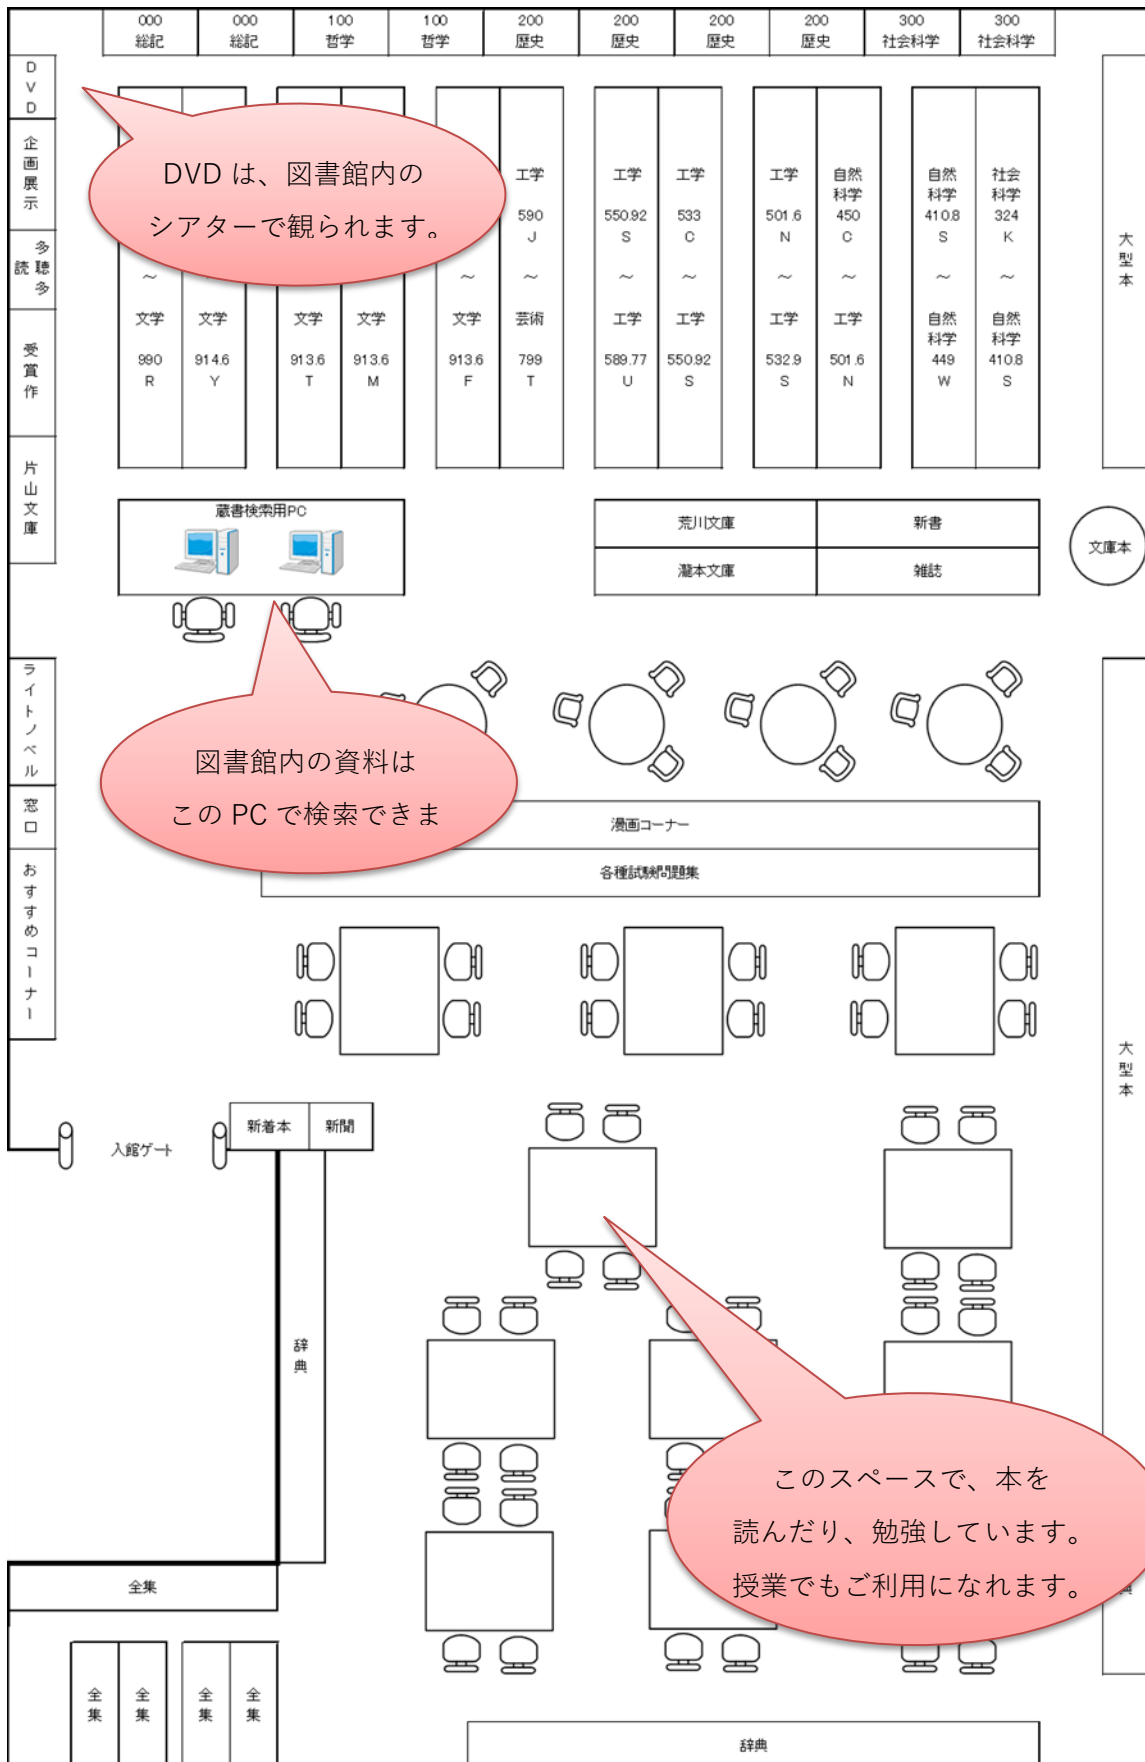 000 000 100 100 200 200 200 200 300 300
総記 総記 哲学 哲学 歴史 歴史 歴史 歴史 社会科学 社会科学
DVD
企画展示
多聴多読
受賞作
片山文庫
ライトノベル
窓口
おすすめコーナー
DVD は、図書館内の
シアターで観られます。
工学 工学 工学 工学 自然科学 自然科学 社会科学
590 550.92 533 501.6 450 410.8 324
J S C N C S K
~ ~ ~ ~ ~ ~ ~ ~ ~ ~
文学 文学 文学 文学 文学 芸術 工学 工学 工学 工学 自然科学 自然科学
990 914.6 913.6 913.6 913.6 799 589.77 550.92 532.9 501.6 449 410.8
R Y T M F T U S S N W S
大型本
蔵書検索用PC
荒川文庫 新書
瀧本文庫 雑誌
文庫本
図書館内の資料は
この PC で検索できま
漫画コーナー
各種試験問題集
大型本
新着本 新聞
入館ゲート
辞典
このスペースで、本を
読んだり、勉強しています。
授業でもご利用になれます。
全集
全集 全集 全集 全集
辞典